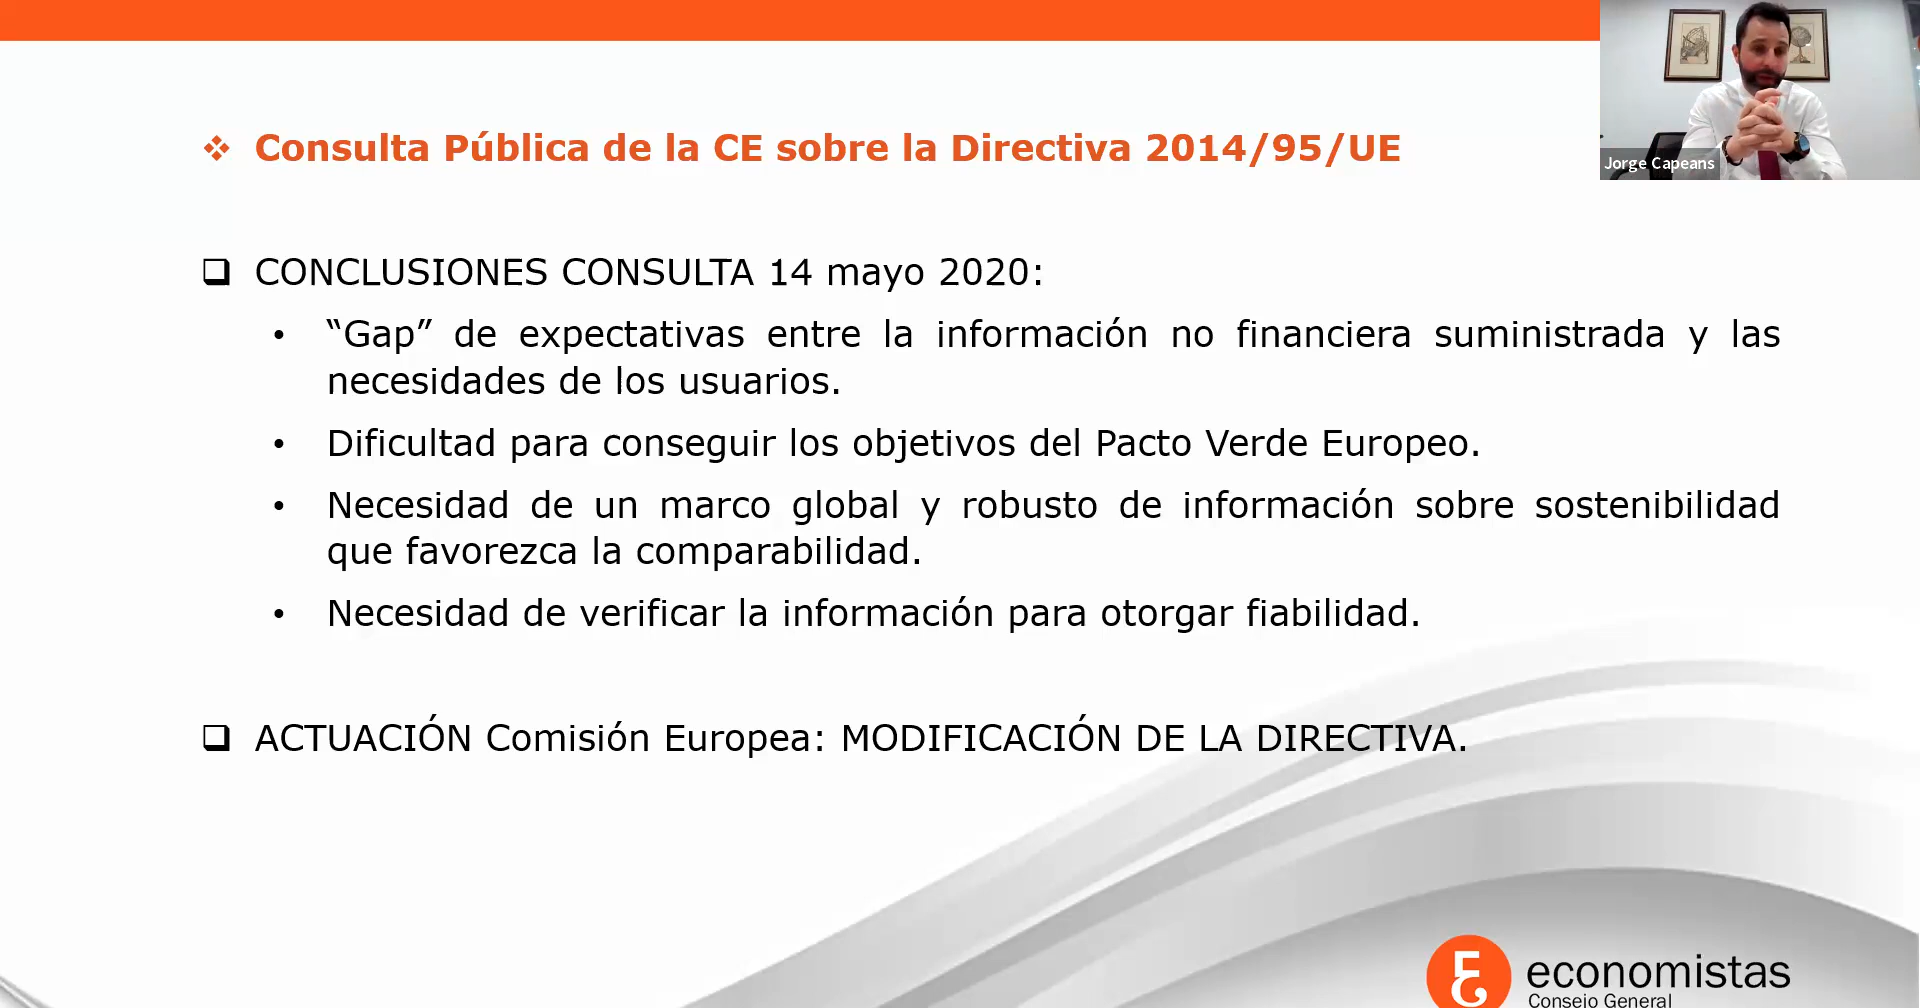 Consulta Pública de la CE sobre la Directiva 2014/95/UE
Jorge Capeans
CONCLUSIONES CONSULTA 14 mayo 2020:
“Gap” de expectativas entre la información no financiera suministrada y las
necesidades de los usuarios.
Dificultad para conseguir los objetivos del Pacto Verde Europeo.
Necesidad de un marco global y robusto de información sobre sostenibilidad
que favorezca la comparabilidad.
Necesidad de verificar la información para otorgar fiabilidad.
ACTUACIÓN Comisión Europea: MODIFICACIÓN DE LA DIRECTIVA.
economistas
Consejo General